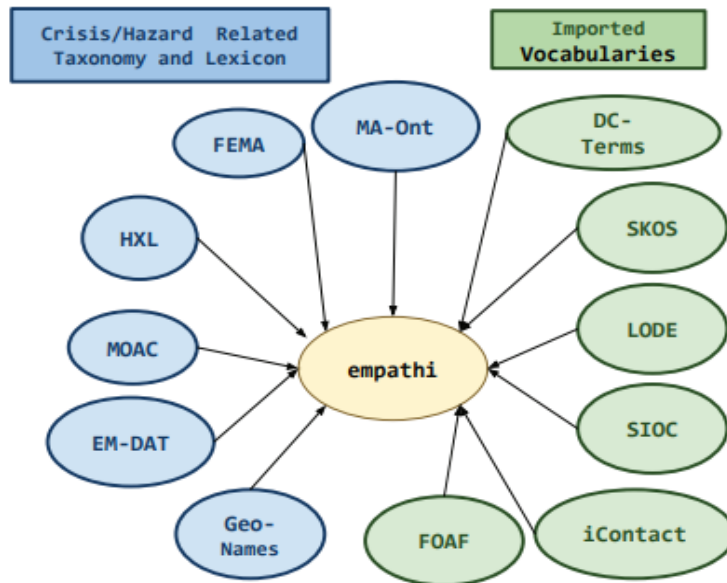 Crisis/Hazard Related
Taxonomy and Lexicon
Imported
Vocabularies
FEMA
MA-Ont
DC-
Terms
HXL
SKOS
MOAC
empathi
LODE
EM-DAT
SIOC
Geo-
Names
FOAF
iContact